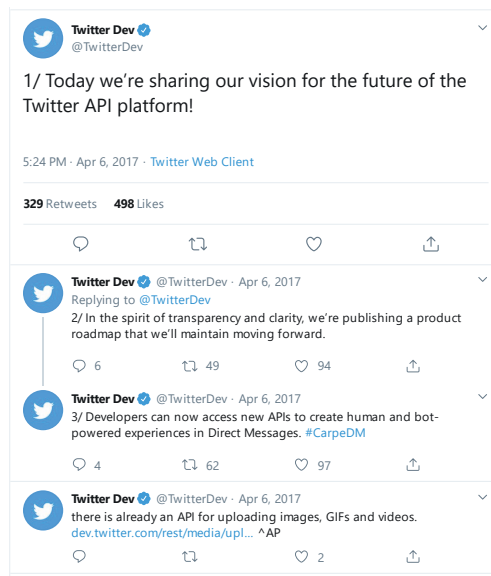 Twitter Dev
@TwitterDev
1/ Today we're sharing our vision for the future of the
Twitter API platform!
5:24 PM · Apr 6, 2017 · Twitter Web Client
329 Retweets 498 Likes
Twitter Dev @TwitterDev · Apr 6, 2017
Replying to @TwitterDev
2/ In the spirit of transparency and clarity, we're publishing a product
roadmap that we'll maintain moving forward.
6 49 94
Twitter Dev @TwitterDev · Apr 6, 2017
3/ Developers can now access new APIs to create human and bot-
powered experiences in Direct Messages. #CarpeDM
4 62 97
Twitter Dev @TwitterDev · Apr 6, 2017
there is already an API for uploading images, GIFs and videos.
dev.twitter.com/rest/media/upl... ^AP
2